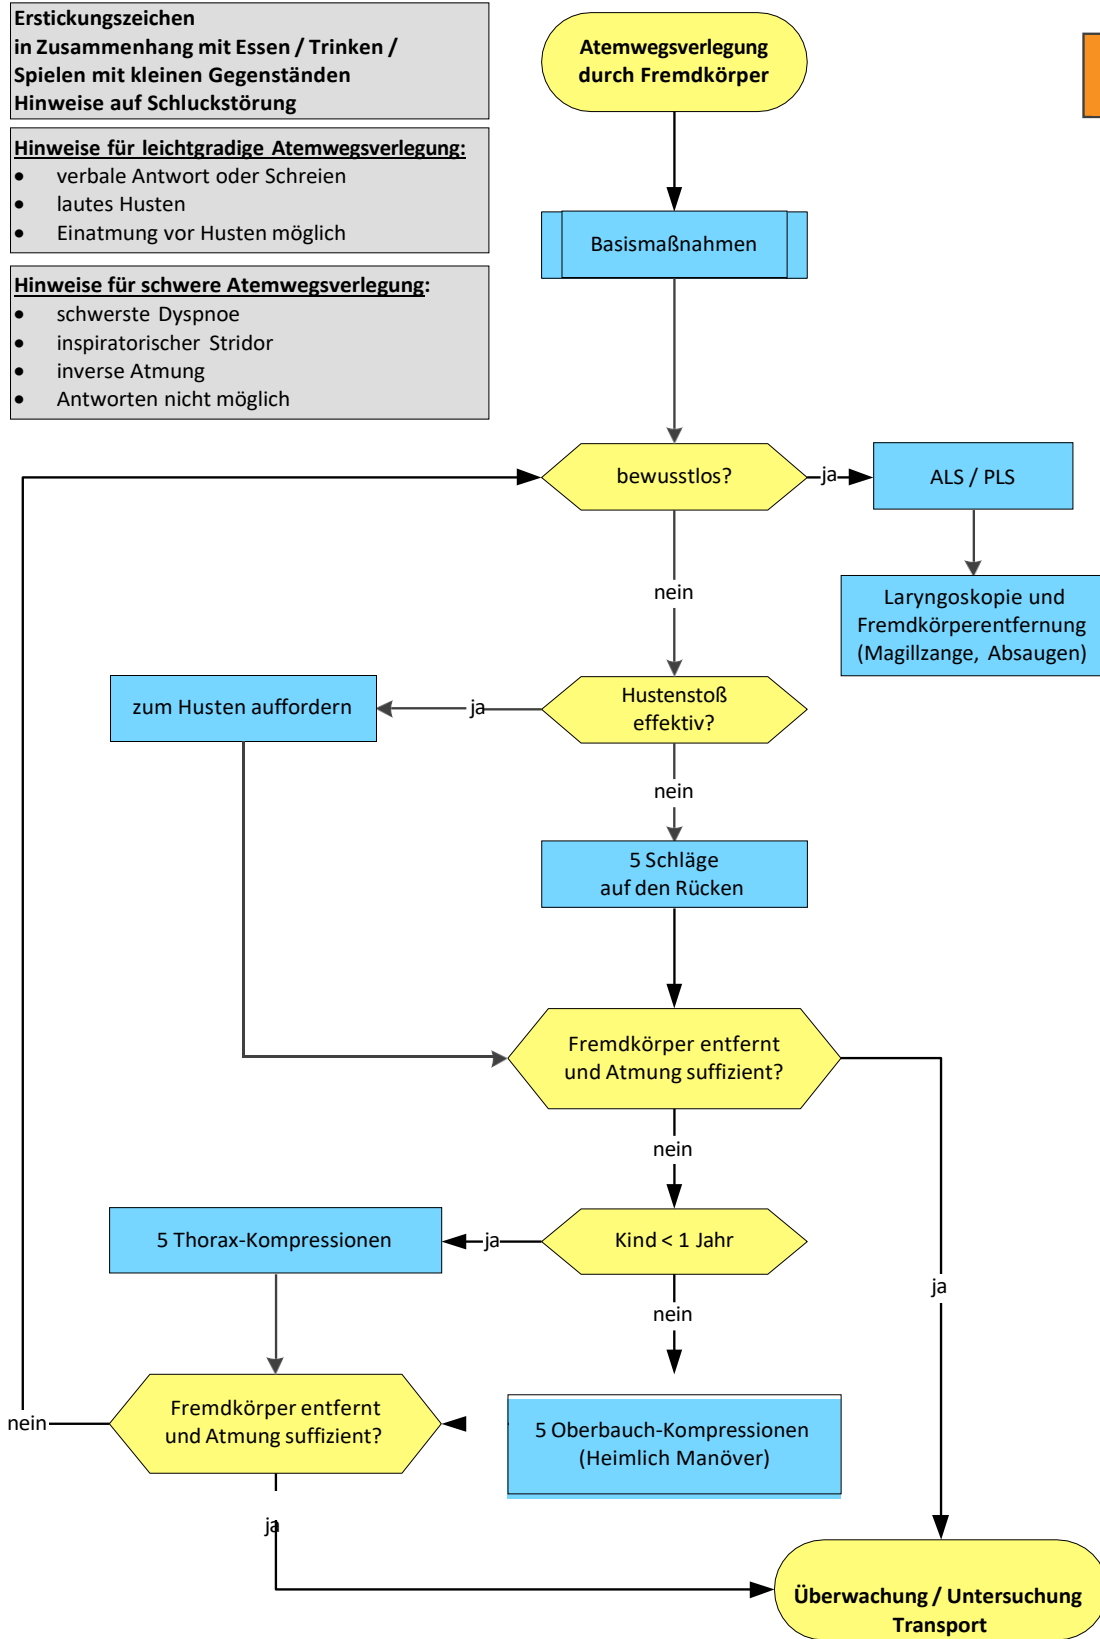 Erstickungszeichen
in Zusammenhang mit Essen / Trinken /
Spielen mit kleinen Gegenständen
Hinweise auf Schluckstörung
Hinweise für leichtgradige Atemwegsverlegung:
• verbale Antwort oder Schreien
• lautes Husten
• Einatmung vor Husten möglich
Hinweise für schwere Atemwegsverlegung:
• schwerste Dyspnoe
• inspiratorischer Stridor
• inverse Atmung
• Antworten nicht möglich
Atemwegsverlegung
durch Fremdkörper
Basismaßnahmen
bewusstlos?
ja
ALS / PLS
Laryngoskopie und
Fremdkörperentfernung
(Magillzange, Absaugen)
nein
Hustenstoß
effektiv?
ja
zum Husten auffordern
nein
5 Schläge
auf den Rücken
Fremdkörper entfernt
und Atmung suffizient?
nein
Kind < 1 Jahr
ja
5 Thorax-Kompressionen
nein
ja
5 Oberbauch-Kompressionen
(Heimlich Manöver)
Fremdkörper entfernt
und Atmung suffizient?
nein
ja
Überwachung / Untersuchung
Transport